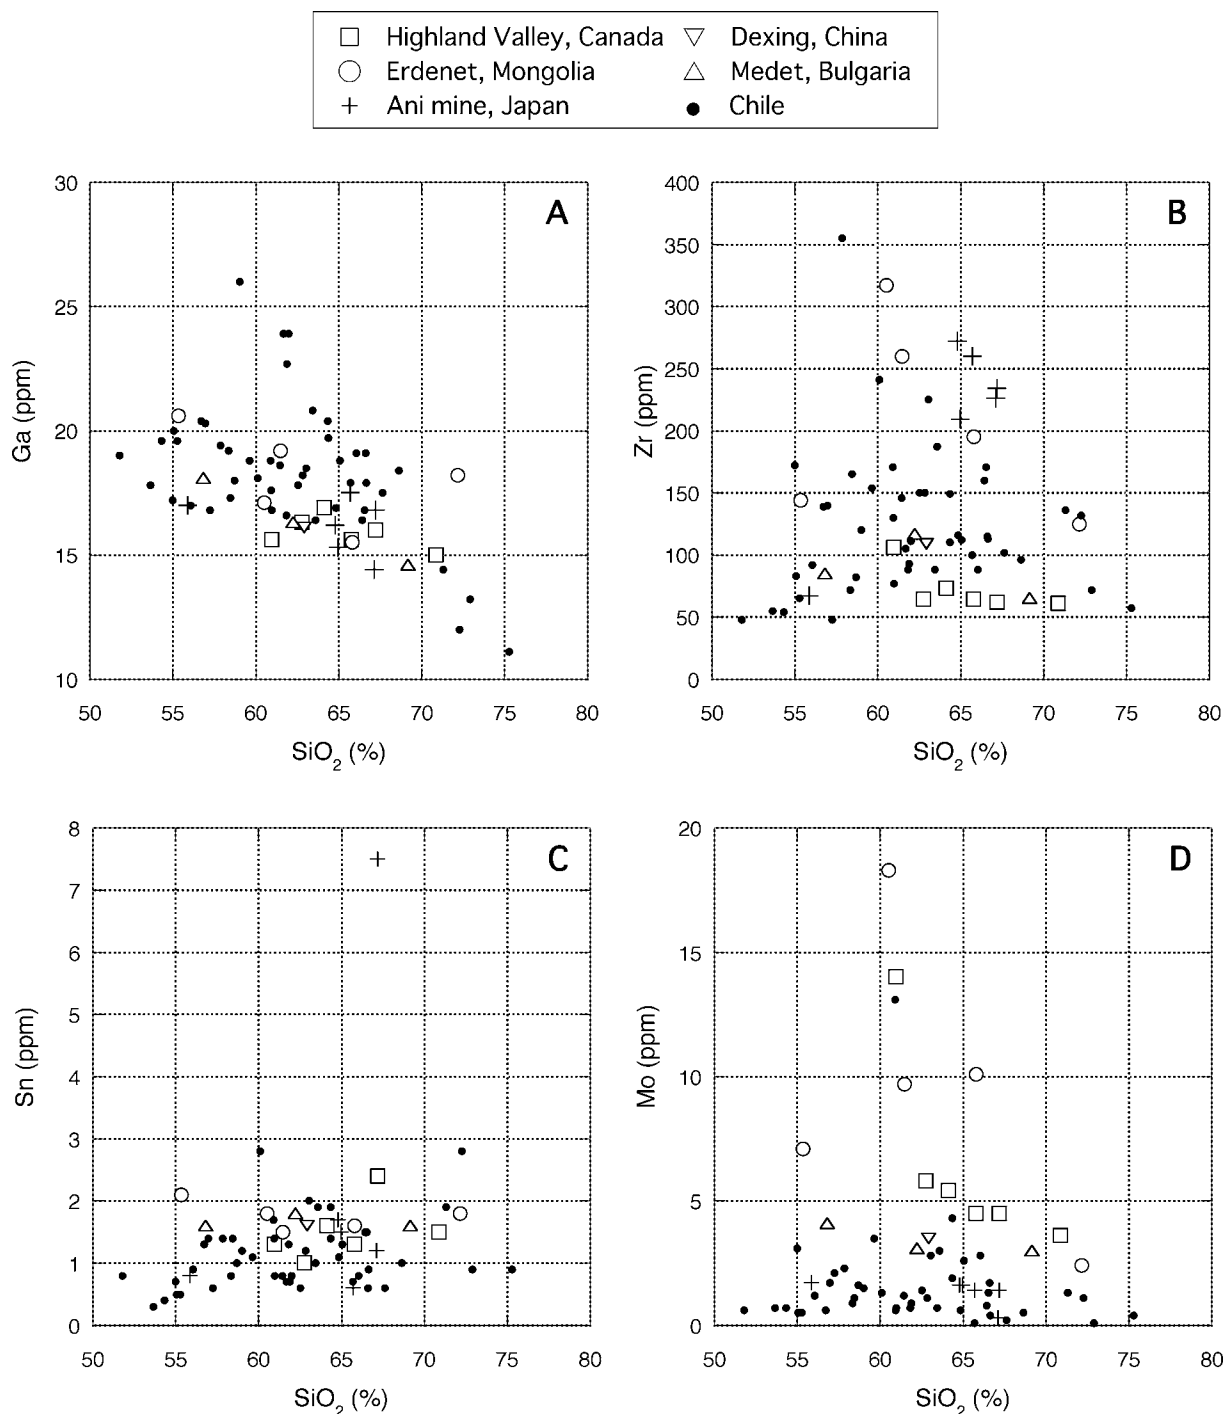 Highland Valley, Canada Dexing, China
Erdenet, Mongolia Medet, Bulgaria
Ani mine, Japan Chile
30
25
20
15
10
Ga (ppm)
A
50 55 60 65 70 75 80
SiO2 (%)
400
350
300
250
200
150
100
50
0
Zr (ppm)
B
50 55 60 65 70 75 80
SiO2 (%)
8
7
6
5
4
3
2
1
0
Sn (ppm)
C
50 55 60 65 70 75 80
SiO2 (%)
20
15
10
5
0
Mo (ppm)
D
50 55 60 65 70 75 80
SiO2 (%)